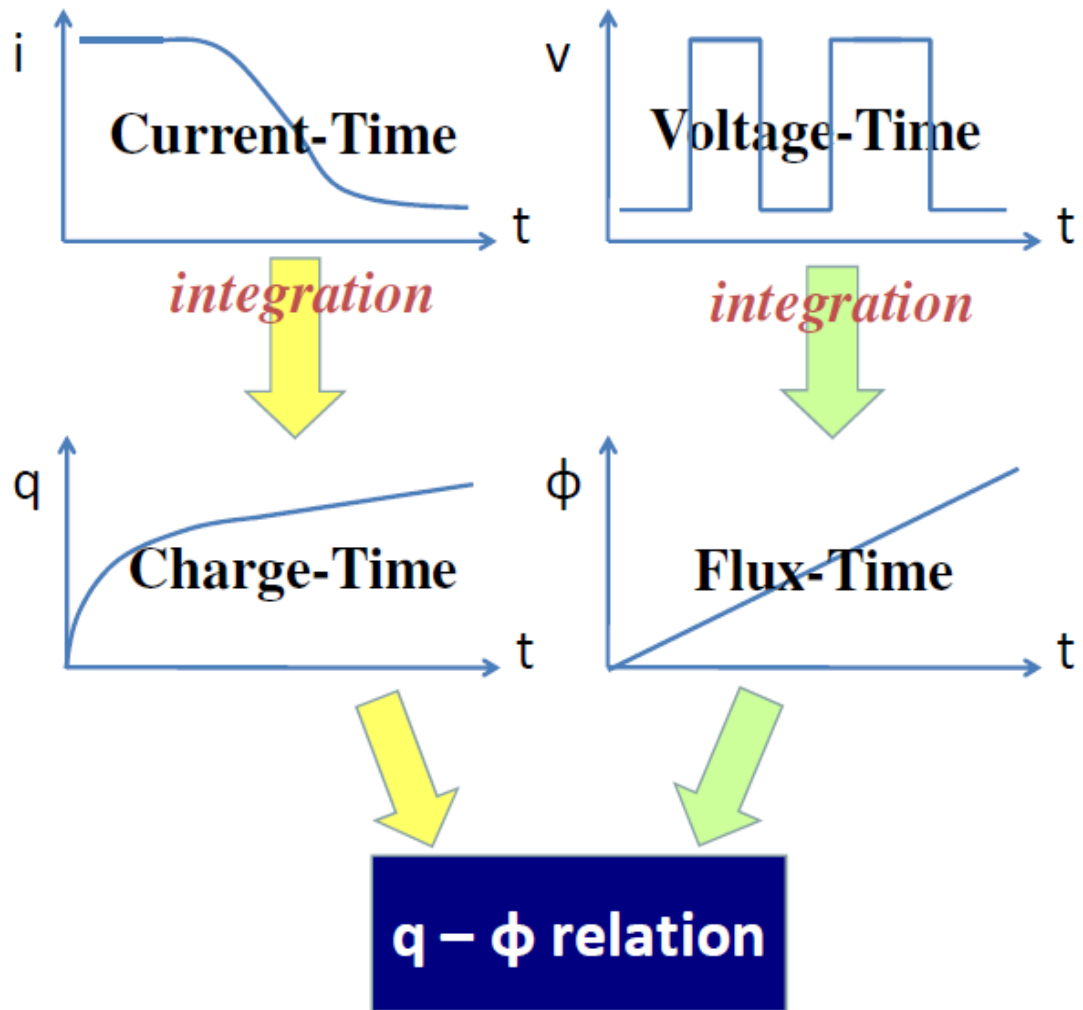 i
Current-Time
t
v
Voltage-Time
t
integration
integration
q
Charge-Time
t
ϕ
Flux-Time
t
q – ϕ relation